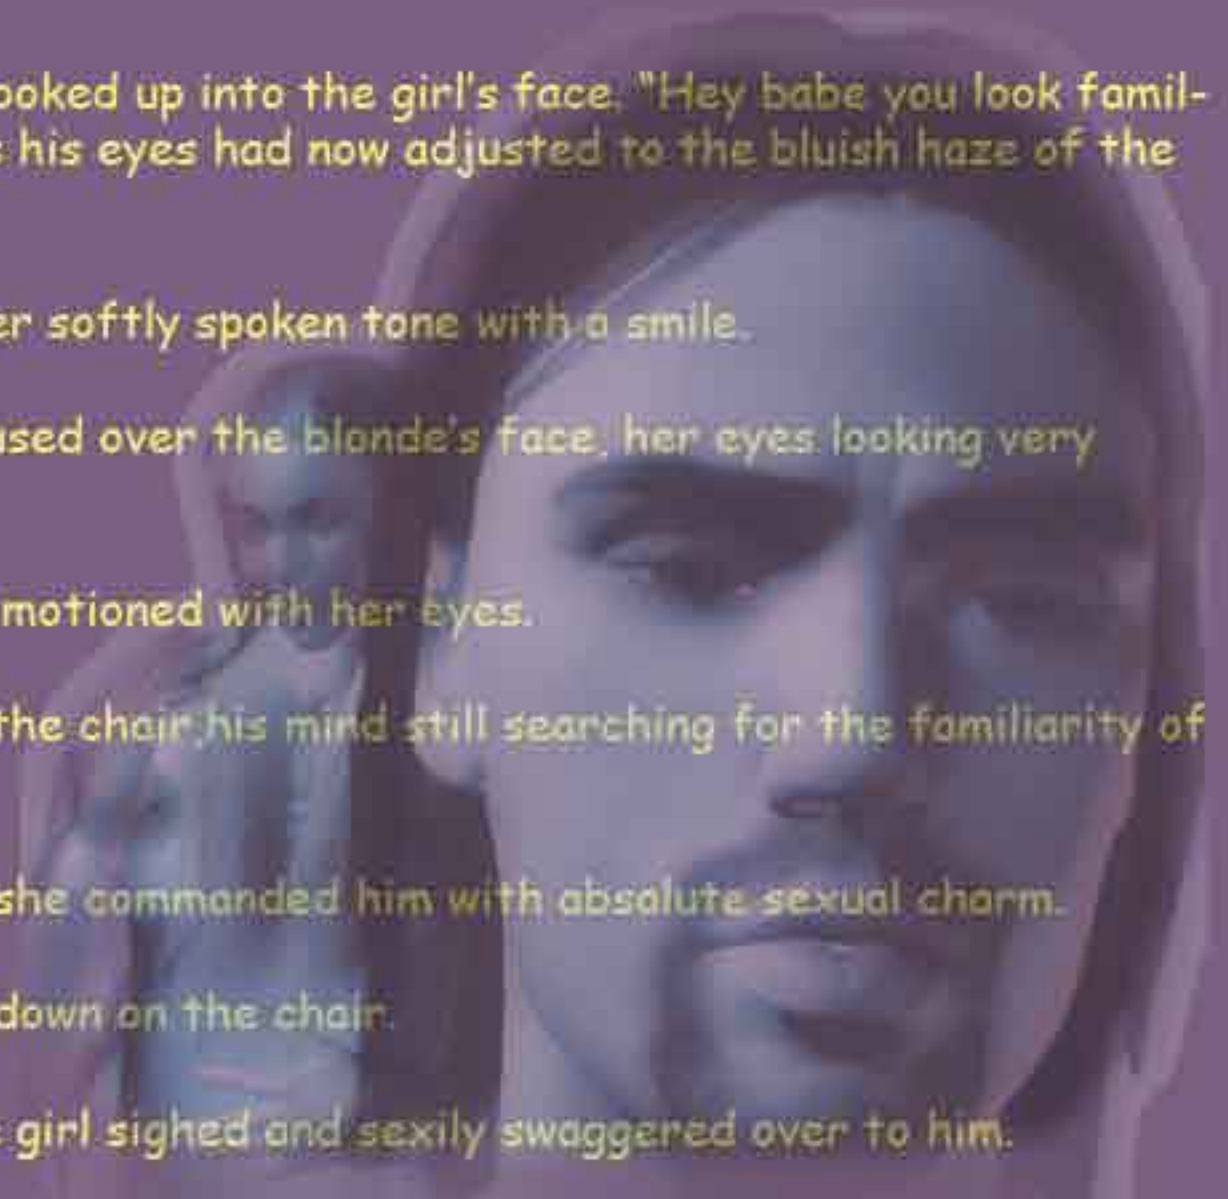 ooked up into the girl's face. "Hey babe you look famil-
s his eyes had now adjusted to the bluish haze of the
er softly spoken tone with a smile.
used over the blonde's face, her eyes looking very
motioned with her eyes.
the chair,his mind still searching for the familiarity of
she commanded him with absolute sexual charm.
down on the chair.
girl sighed and sexily swaggered over to him.